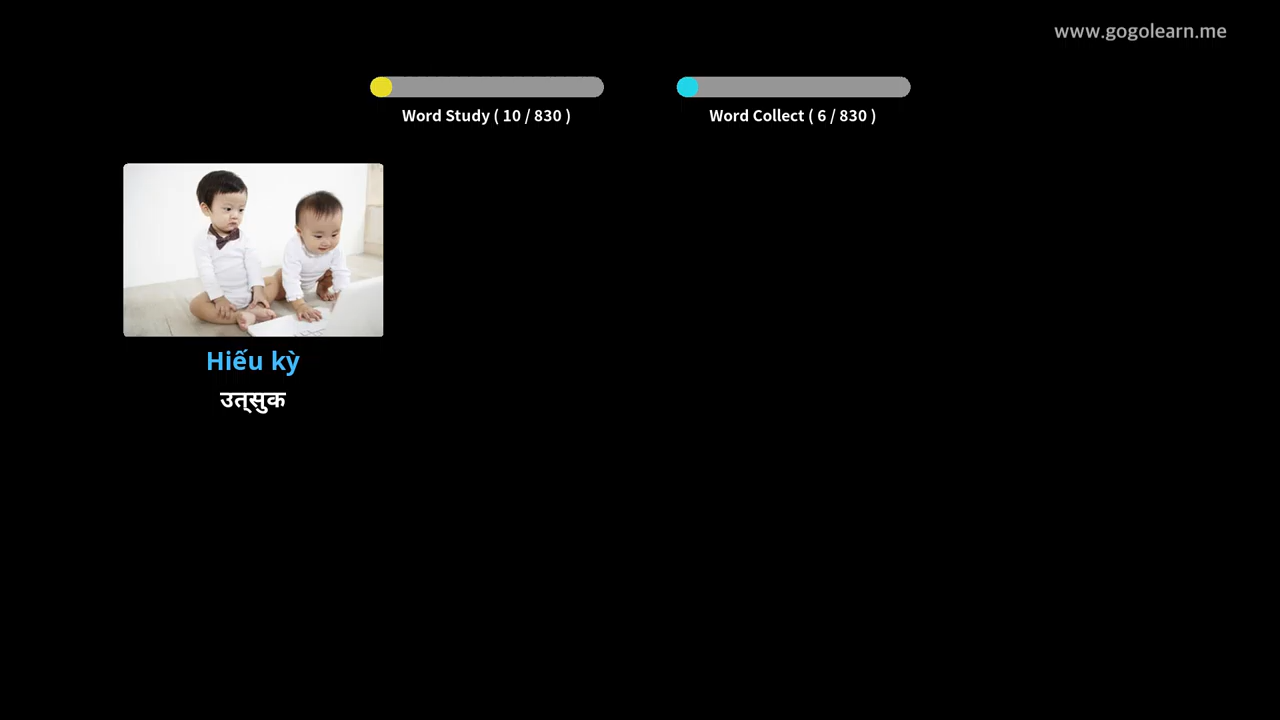 www.gogolearn.me
Word Study ( 10 / 830 )
Word Collect ( 6 / 830 )
Hiếu kỳ
उत्सुक